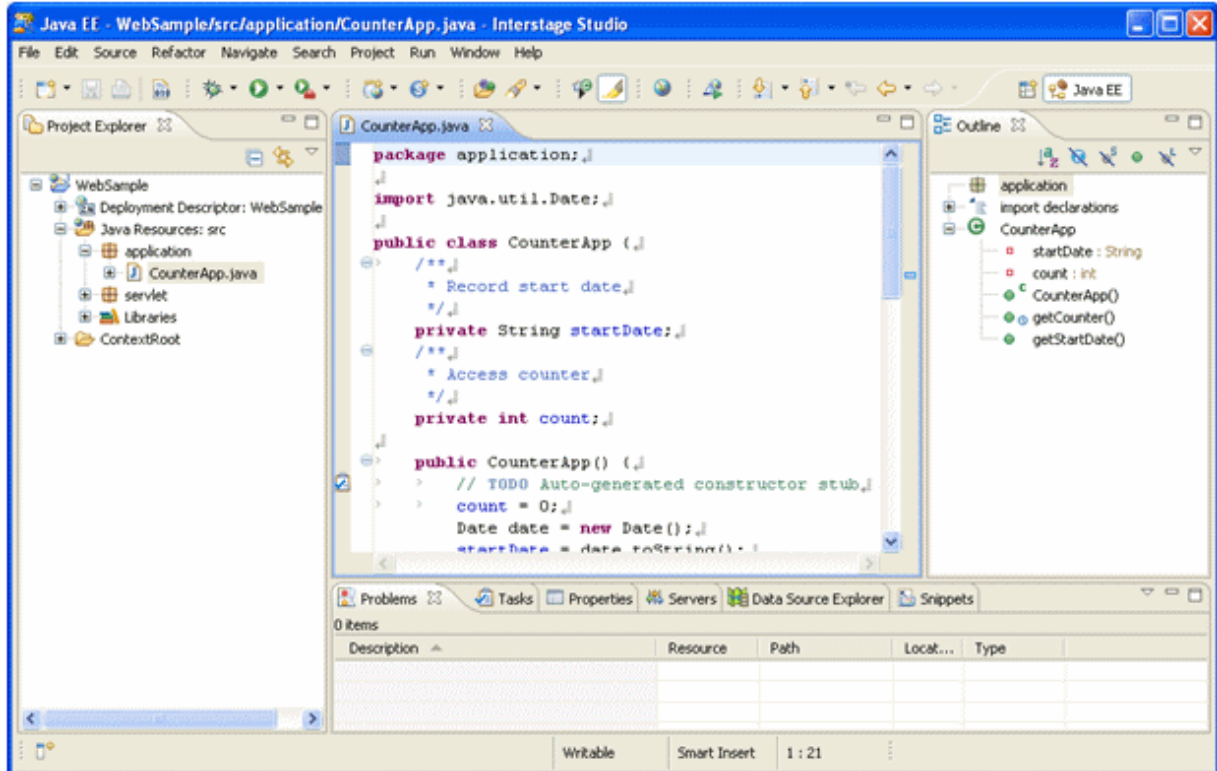 Java EE - WebSample/src/application/CounterApp.java - Interstage Studio
File Edit Source Refactor Navigate Search Project Run Window Help
Java EE
Project Explorer
WebSample
Deployment Descriptor: WebSample
Java Resources: src
application
CounterApp.java
servlet
Libraries
ContextRoot
CounterApp.java
package application;
import java.util.Date;
public class CounterApp {
/**
* Record start date
*/
private String startDate;
/**
* Access counter
*/
private int count;
public CounterApp() {
// TODO Auto-generated constructor stub
count = 0;
Date date = new Date();
startDate = date.toString();
Outline
application
import declarations
CounterApp
startDate : String
count : int
CounterApp()
getCounter()
getStartDate()
Problems Tasks Properties Servers Data Source Explorer Snippets
0 items
Description Resource Path Locat... Type
Writable Smart Insert 1 : 21